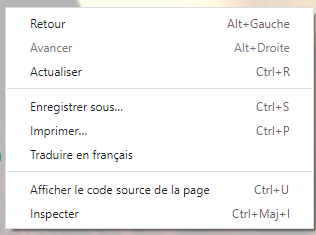 Retour Alt+Gauche
Avancer Alt+Droite
Actualiser Ctrl+R
Enregistrer sous... Ctrl+S
Imprimer... Ctrl+P
Traduire en français
Afficher le code source de la page Ctrl+U
Inspecter Ctrl+Maj+I